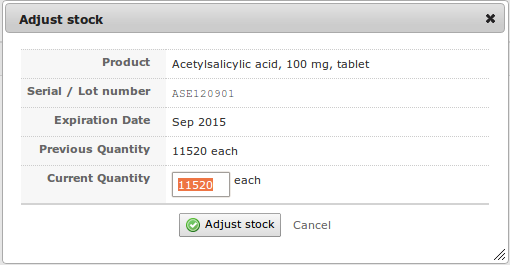 Adjust stock
Product Acetylsalicylic acid, 100 mg, tablet
Serial / Lot number ASE120901
Expiration Date Sep 2015
Previous Quantity 11520 each
Current Quantity 11520 each
Adjust stock Cancel